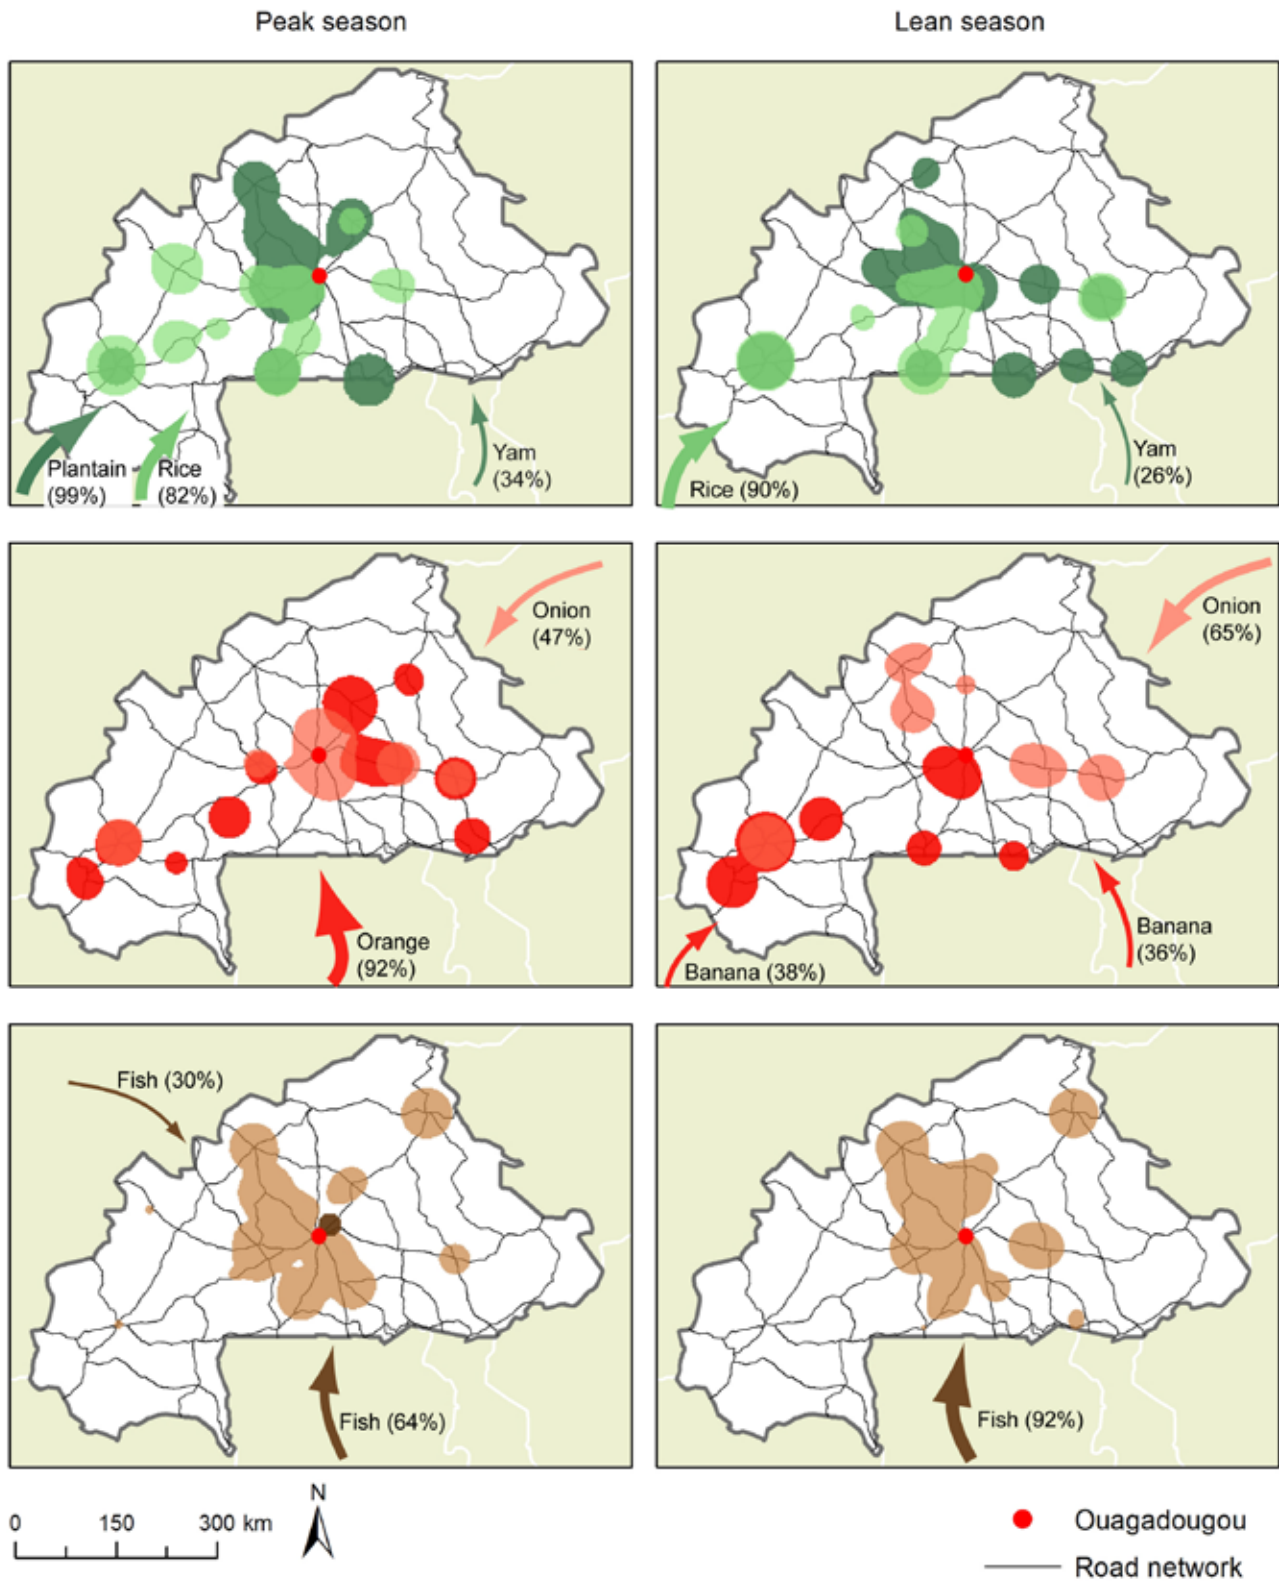 Peak season
Lean season
Plantain
(99%)
Rice
(82%)
Yam
(34%)
Rice (90%)
Yam
(26%)
Onion
(47%)
Orange
(92%)
Onion
(65%)
Banana (38%)
Banana
(36%)
Fish (30%)
Fish (64%)
Fish (92%)
0 150 300 km
N
Ouagadougou
Road network